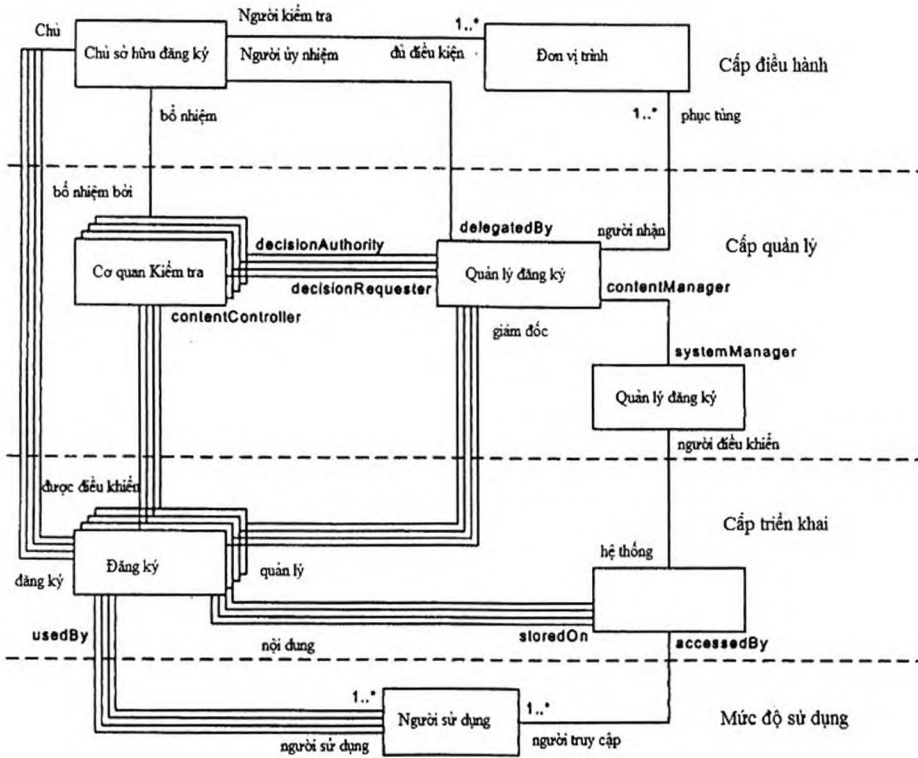 Người kiểm tra
1..*
Chủ
Chủ sở hữu đăng ký
Người ủy nhiệm
đủ điều kiện
Đơn vị trình
Cấp điều hành
1..*
bổ nhiệm
phục tùng
bổ nhiệm bởi
decisionAuthority
delegatedBy
người nhận
Cấp quản lý
Cơ quan Kiểm tra
Quản lý đăng ký
decisionRequester
contentManager
contentController
giám đốc
systemManager
Quản lý đăng ký
người điều khiển
được điều khiển
Cấp triển khai
hệ thống
Đăng ký
quản lý
đăng ký
usedBy
nội dung
storedOn
accessedBy
1..*
Người sử dụng
1..*
Mức độ sử dụng
người sử dụng
người truy cập